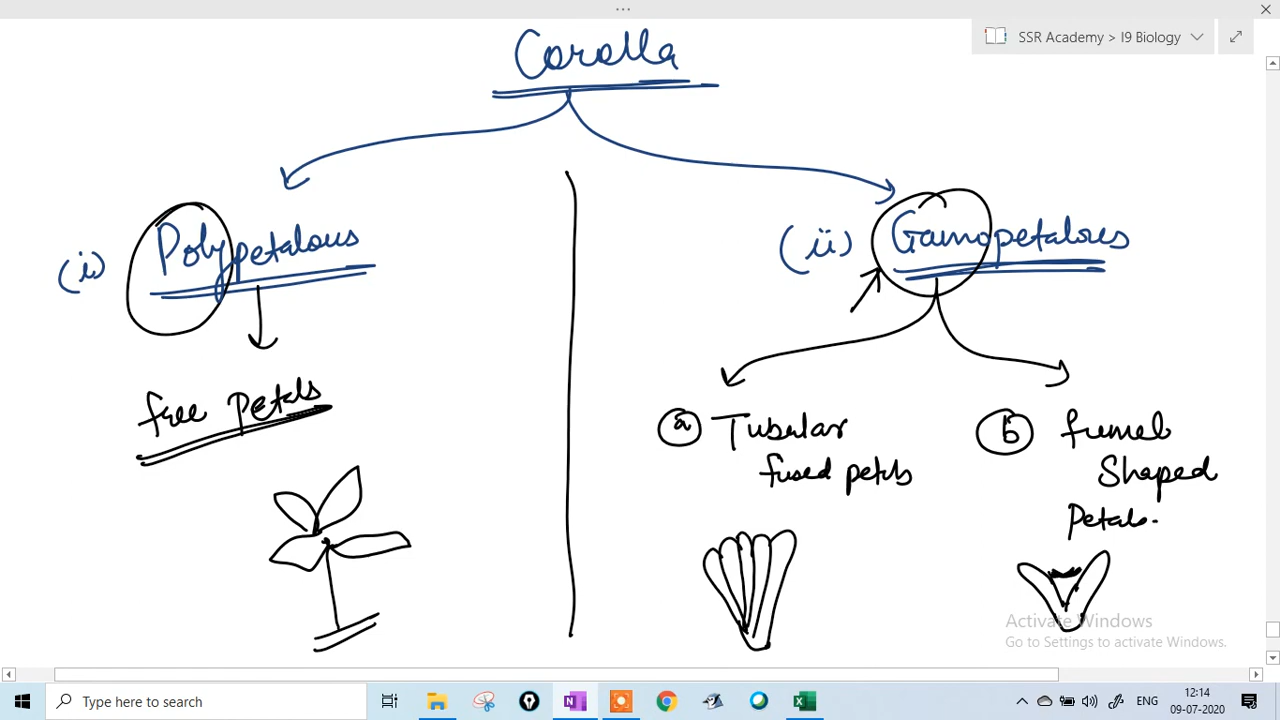 SSR Academy > I9 Biology
Corolla
(i) Polypetalous
(ii) Gamopetalous
free Petals
a Tubular
fused petals
b funnel
Shaped
Petals.
Activate Windows
Go to Settings to activate Windows.
Type here to search
ENG
12:14
09-07-2020